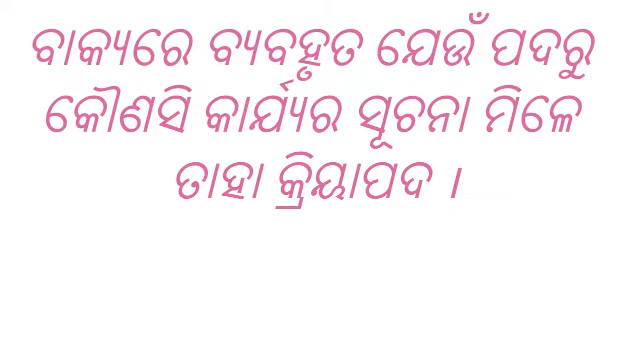 ବାକ୍ୟରେ ବ୍ୟବହୃତ ଯେଉଁ ପଦରୁ
କୌଣସି କାର୍ଯ୍ୟର ସୂଚନା ମିଳେ
ତାହା କ୍ରିୟାପଦ ।